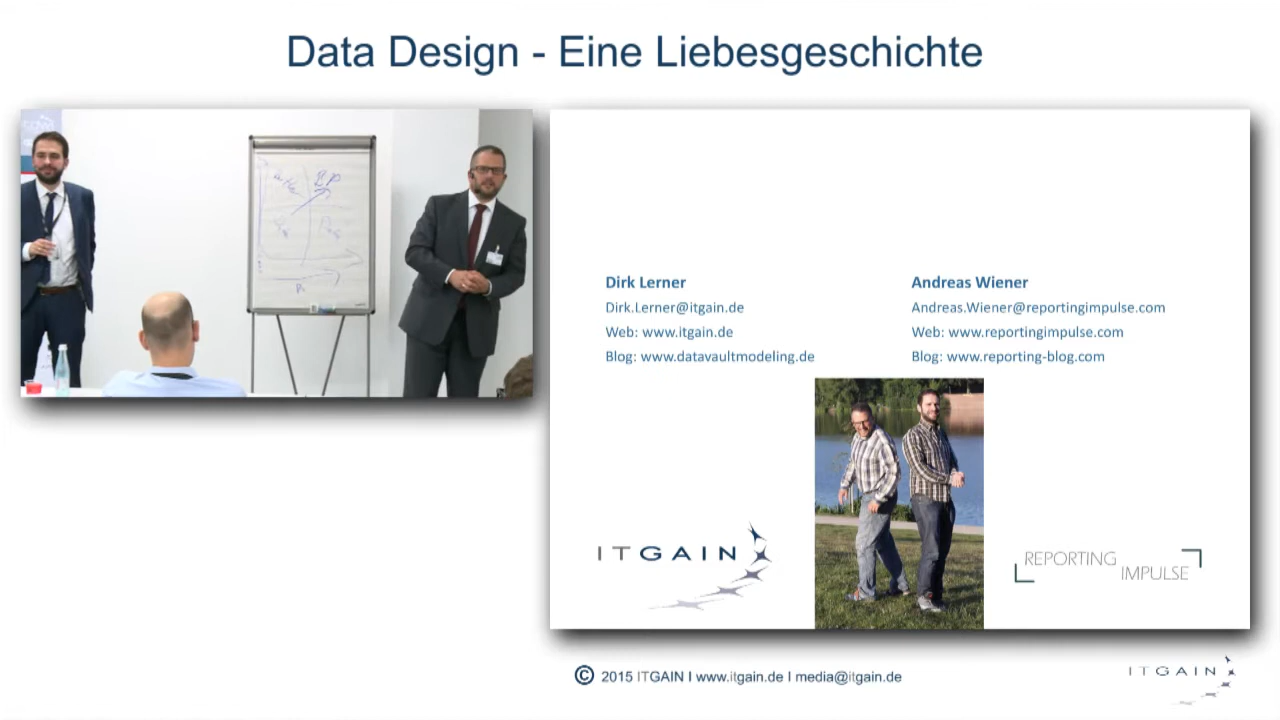 Data Design - Eine Liebesgeschichte
BP
Dirk Lerner
Dirk.Lerner@itgain.de
Web: www.itgain.de
Blog: www.datavaultmodeling.de
Andreas Wiener
Andreas.Wiener@reportingimpulse.com
Web: www.reportingimpulse.com
Blog: www.reporting-blog.com
ITGAIN
REPORTING
IMPULSE
© 2015 ITGAIN I www.itgain.de I media@itgain.de
ITGAIN